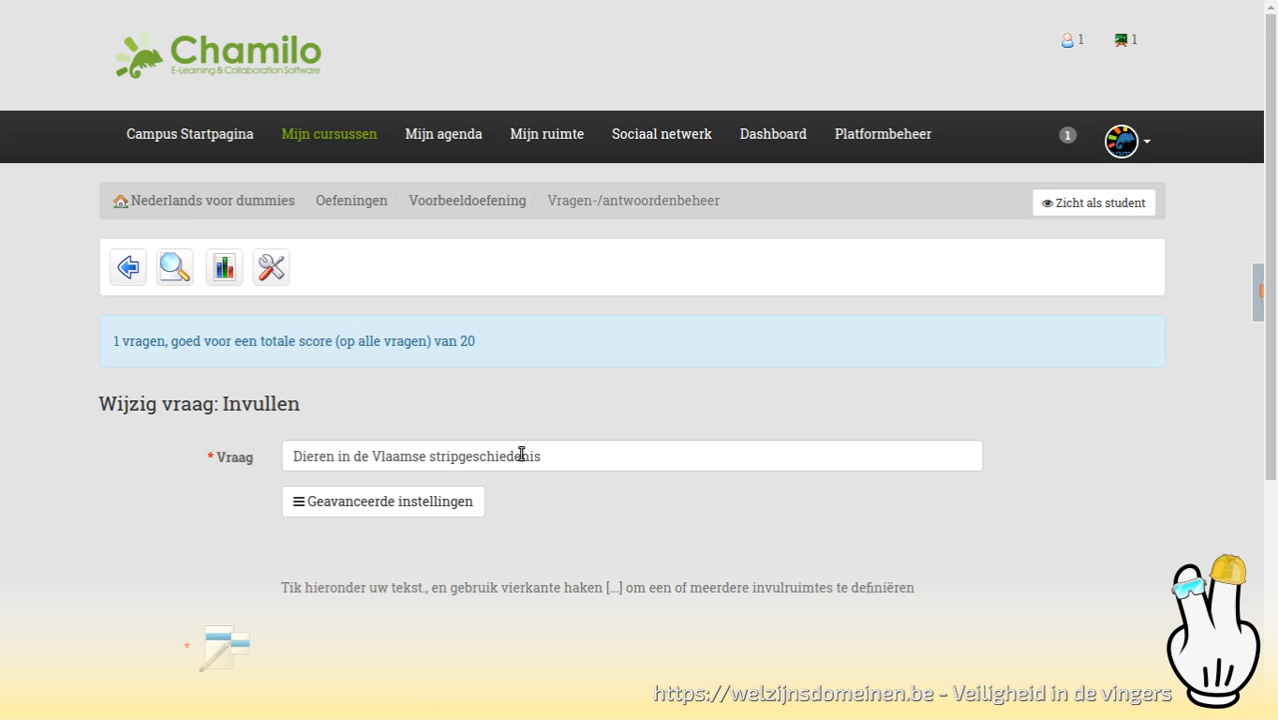 Chamilo
E-Learning & Collaboration Software
1 1
Campus Startpagina Mijn cursussen Mijn agenda Mijn ruimte Sociaal netwerk Dashboard Platformbeheer 1
Nederlands voor dummies / Oefeningen / Voorbeeldoefening / Vragen-/antwoordenbeheer Zicht als student
1 vragen, goed voor een totale score (op alle vragen) van 20
Wijzig vraag: Invullen
* Vraag Dieren in de Vlaamse stripgeschiedenis
Geavanceerde instellingen
Tik hieronder uw tekst., en gebruik vierkante haken [...] om een of meerdere invulruimtes te definiëren
*
https://welzijnsdomeinen.be - Veiligheid in de vingers